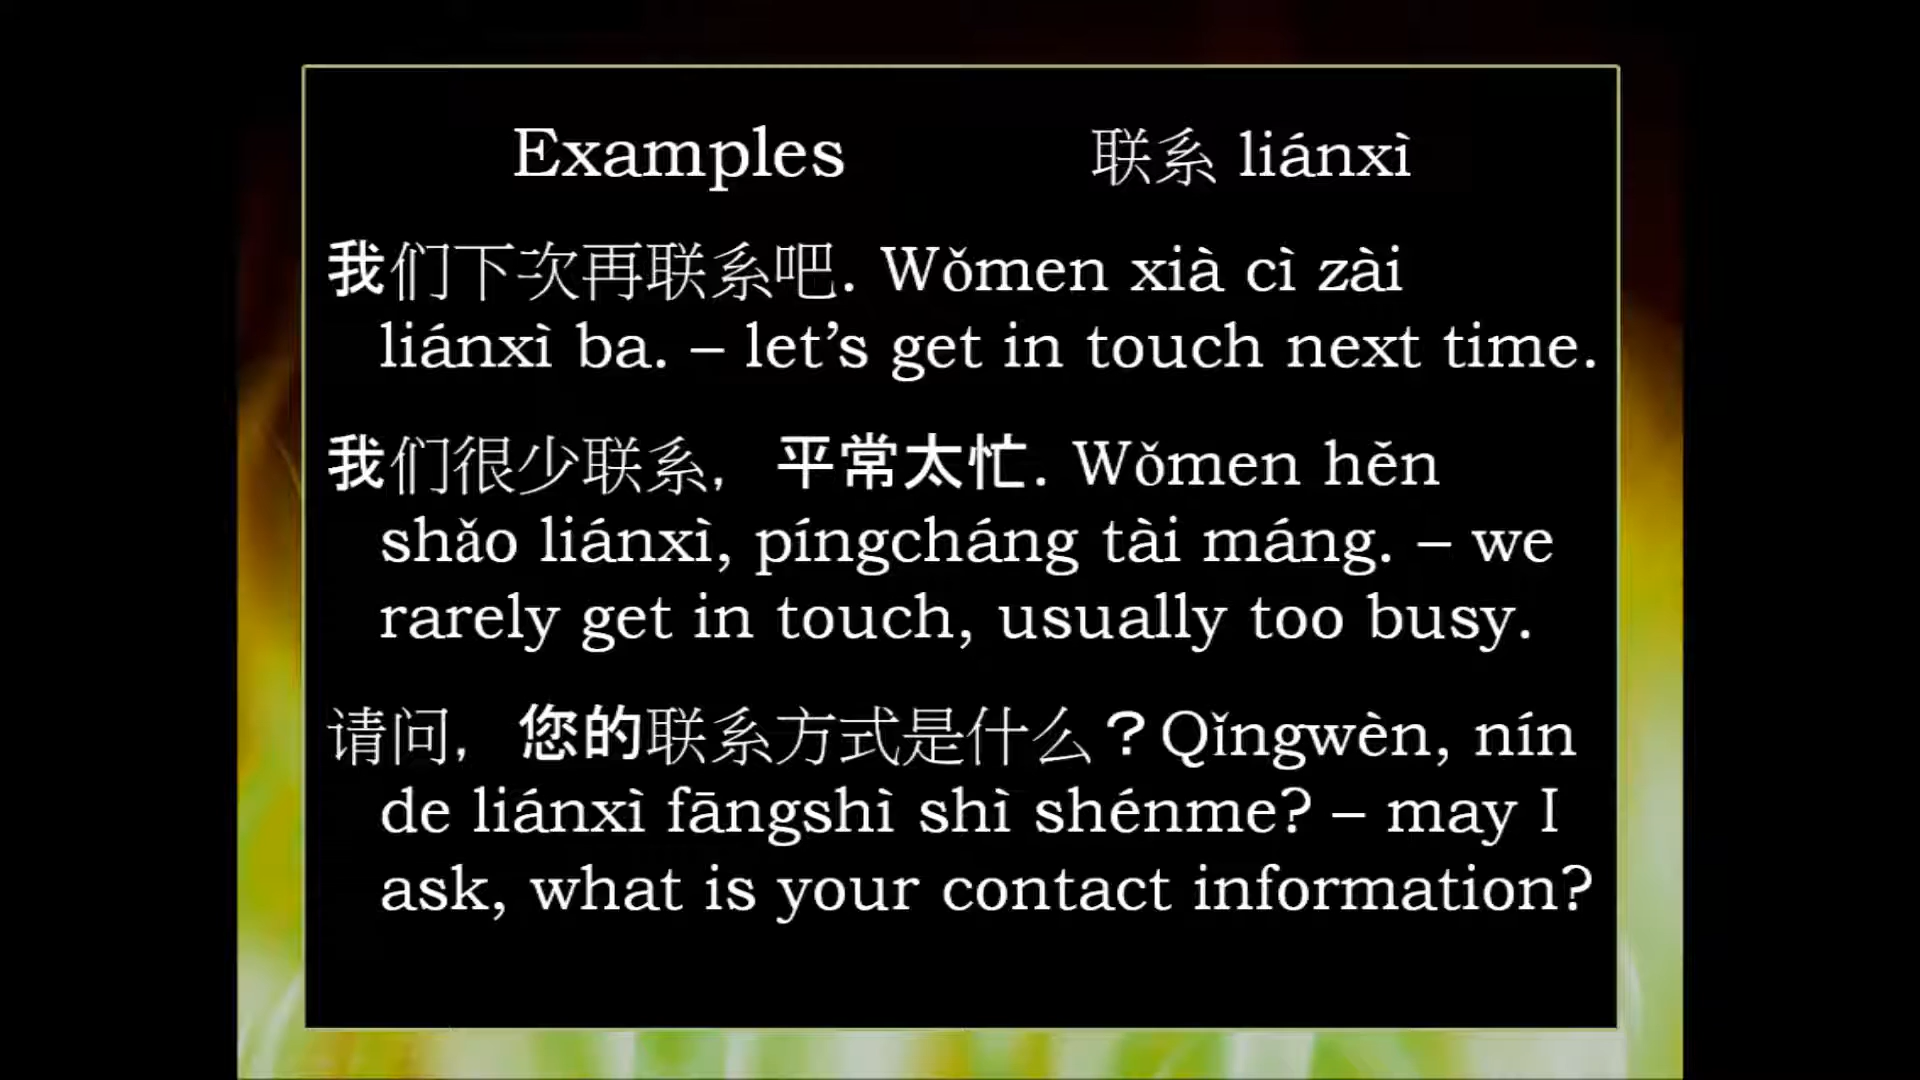 Examples 联系 liánxì
我们下次再联系吧. Wǒmen xià cì zài
liánxì ba. – let’s get in touch next time.
我们很少联系, 平常太忙. Wǒmen hěn
shǎo liánxì, píngcháng tài máng. – we
rarely get in touch, usually too busy.
请问, 您的联系方式是什么？Qǐngwèn, nín
de liánxì fāngshì shì shénme? – may I
ask, what is your contact information?